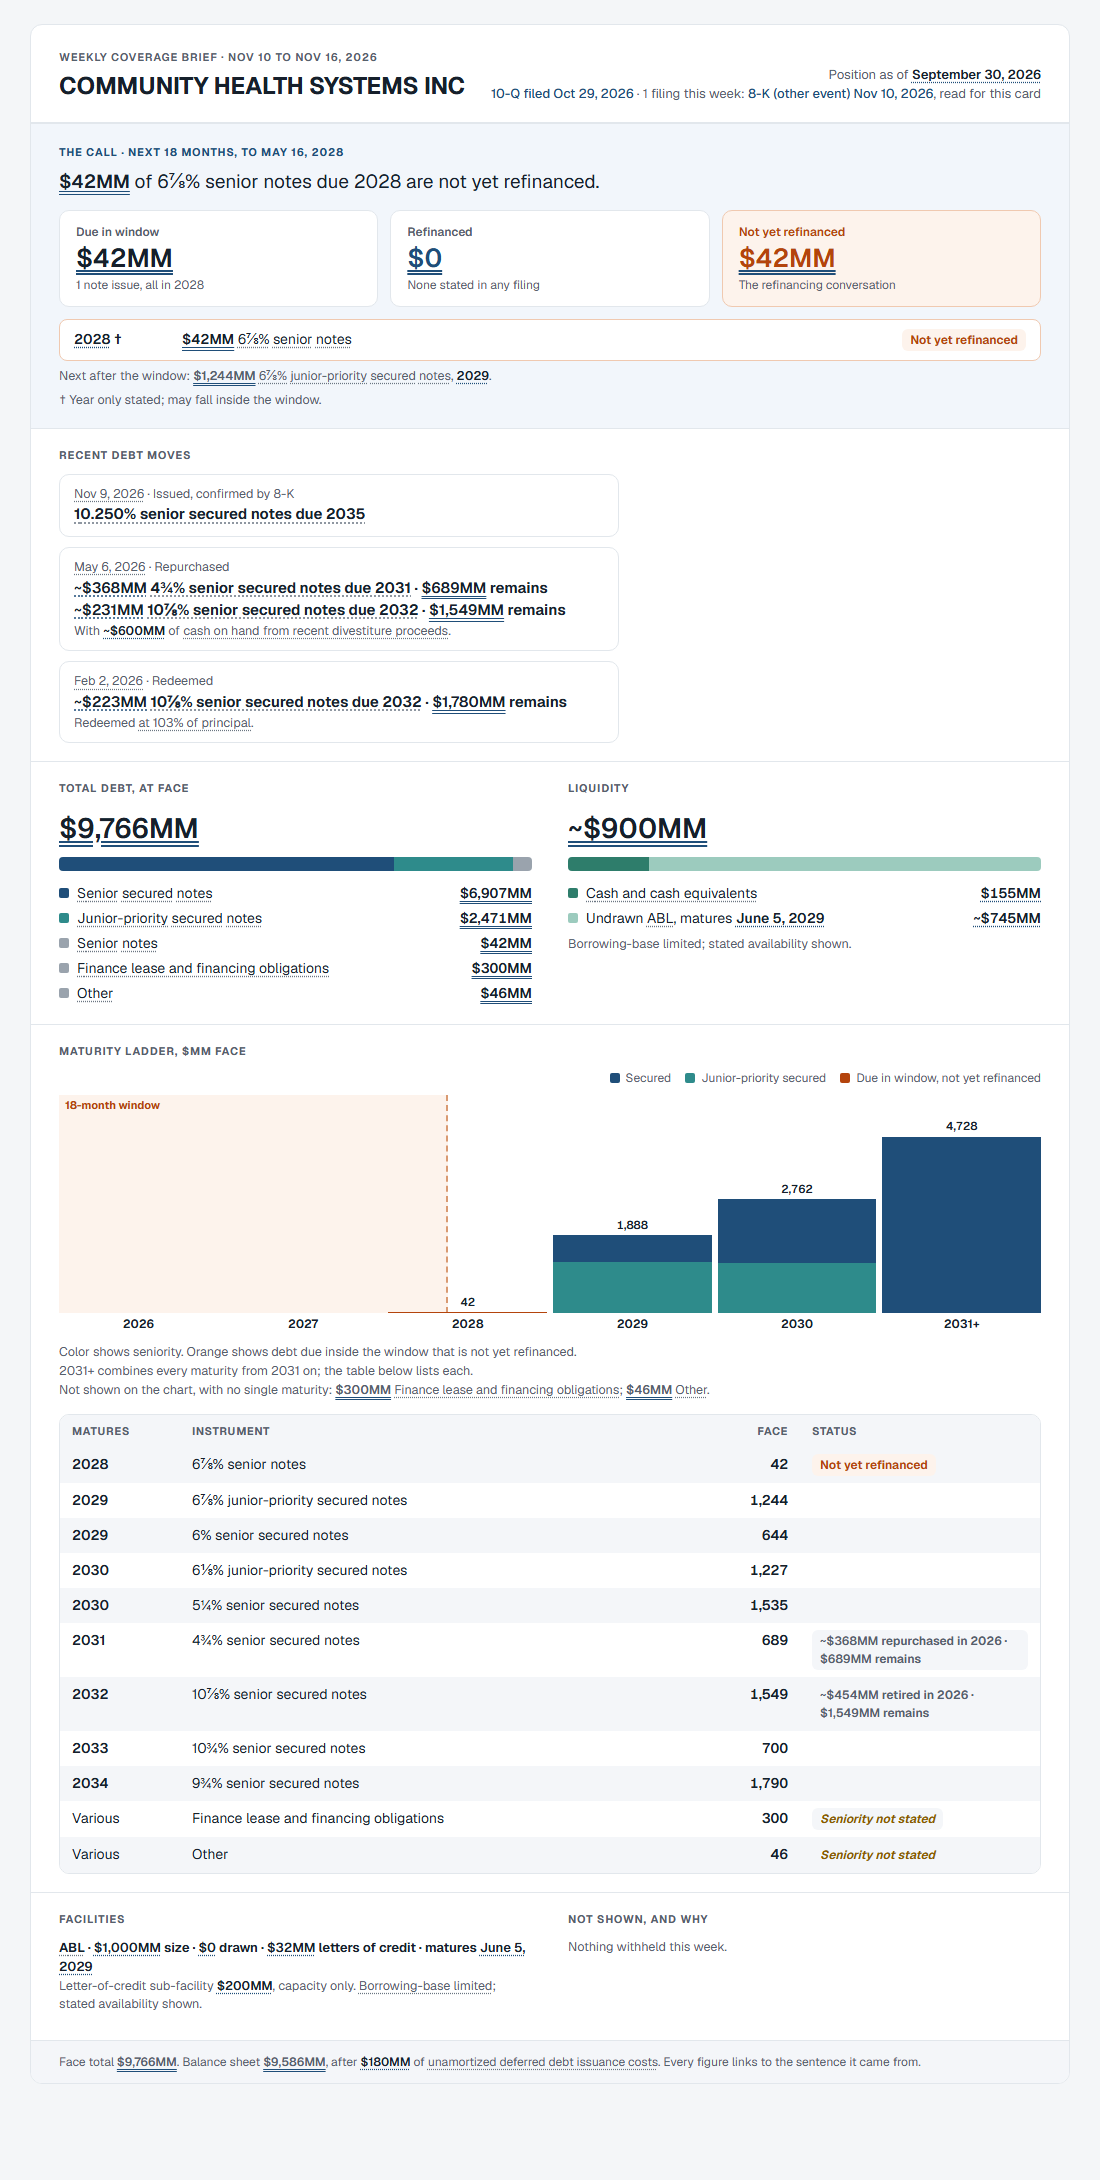 WEEKLY COVERAGE BRIEF · NOV 10 TO NOV 16, 2026
COMMUNITY HEALTH SYSTEMS INC
Position as of September 30, 2026
10-Q filed Oct 29, 2026 · 1 filing this week: 8-K (other event) Nov 10, 2026, read for this card
THE CALL · NEXT 18 MONTHS, TO MAY 16, 2028
$42MM of 6⅞% senior notes due 2028 are not yet refinanced.
Due in window
$42MM
1 note issue, all in 2028
Refinanced
$0
None stated in any filing
Not yet refinanced
$42MM
The refinancing conversation
2028 † $42MM 6⅞% senior notes Not yet refinanced
Next after the window: $1,244MM 6⅞% junior-priority secured notes, 2029.
† Year only stated; may fall inside the window.
RECENT DEBT MOVES
Nov 9, 2026 · Issued, confirmed by 8-K
10.250% senior secured notes due 2035
May 6, 2026 · Repurchased
~$368MM 4¾% senior secured notes due 2031 · $689MM remains
~$231MM 10⅞% senior secured notes due 2032 · $1,549MM remains
With ~$600MM of cash on hand from recent divestiture proceeds.
Feb 2, 2026 · Redeemed
~$223MM 10⅞% senior secured notes due 2032 · $1,780MM remains
Redeemed at 103% of principal.
TOTAL DEBT, AT FACE
$9,766MM
Senior secured notes $6,907MM
Junior-priority secured notes $2,471MM
Senior notes $42MM
Finance lease and financing obligations $300MM
Other $46MM
LIQUIDITY
~$900MM
Cash and cash equivalents $155MM
Undrawn ABL, matures June 5, 2029 ~$745MM
Borrowing-base limited; stated availability shown.
MATURITY LADDER, $MM FACE
Secured Junior-priority secured Due in window, not yet refinanced
18-month window
4,728
2,762
1,888
42
2026 2027 2028 2029 2030 2031+
Color shows seniority. Orange shows debt due inside the window that is not yet refinanced.
2031+ combines every maturity from 2031 on; the table below lists each.
Not shown on the chart, with no single maturity: $300MM Finance lease and financing obligations; $46MM Other.
MATURES INSTRUMENT FACE STATUS
2028 6⅞% senior notes 42 Not yet refinanced
2029 6⅞% junior-priority secured notes 1,244
2029 6% senior secured notes 644
2030 6⅛% junior-priority secured notes 1,227
2030 5¼% senior secured notes 1,535
2031 4¾% senior secured notes 689 ~$368MM repurchased in 2026 ·
$689MM remains
2032 10⅞% senior secured notes 1,549 ~$454MM retired in 2026 ·
$1,549MM remains
2033 10¾% senior secured notes 700
2034 9¾% senior secured notes 1,790
Various Finance lease and financing obligations 300 Seniority not stated
Various Other 46 Seniority not stated
FACILITIES
ABL · $1,000MM size · $0 drawn · $32MM letters of credit · matures June 5,
2029
Letter-of-credit sub-facility $200MM, capacity only. Borrowing-base limited;
stated availability shown.
NOT SHOWN, AND WHY
Nothing withheld this week.
Face total $9,766MM. Balance sheet $9,586MM, after $180MM of unamortized deferred debt issuance costs. Every figure links to the sentence it came from.